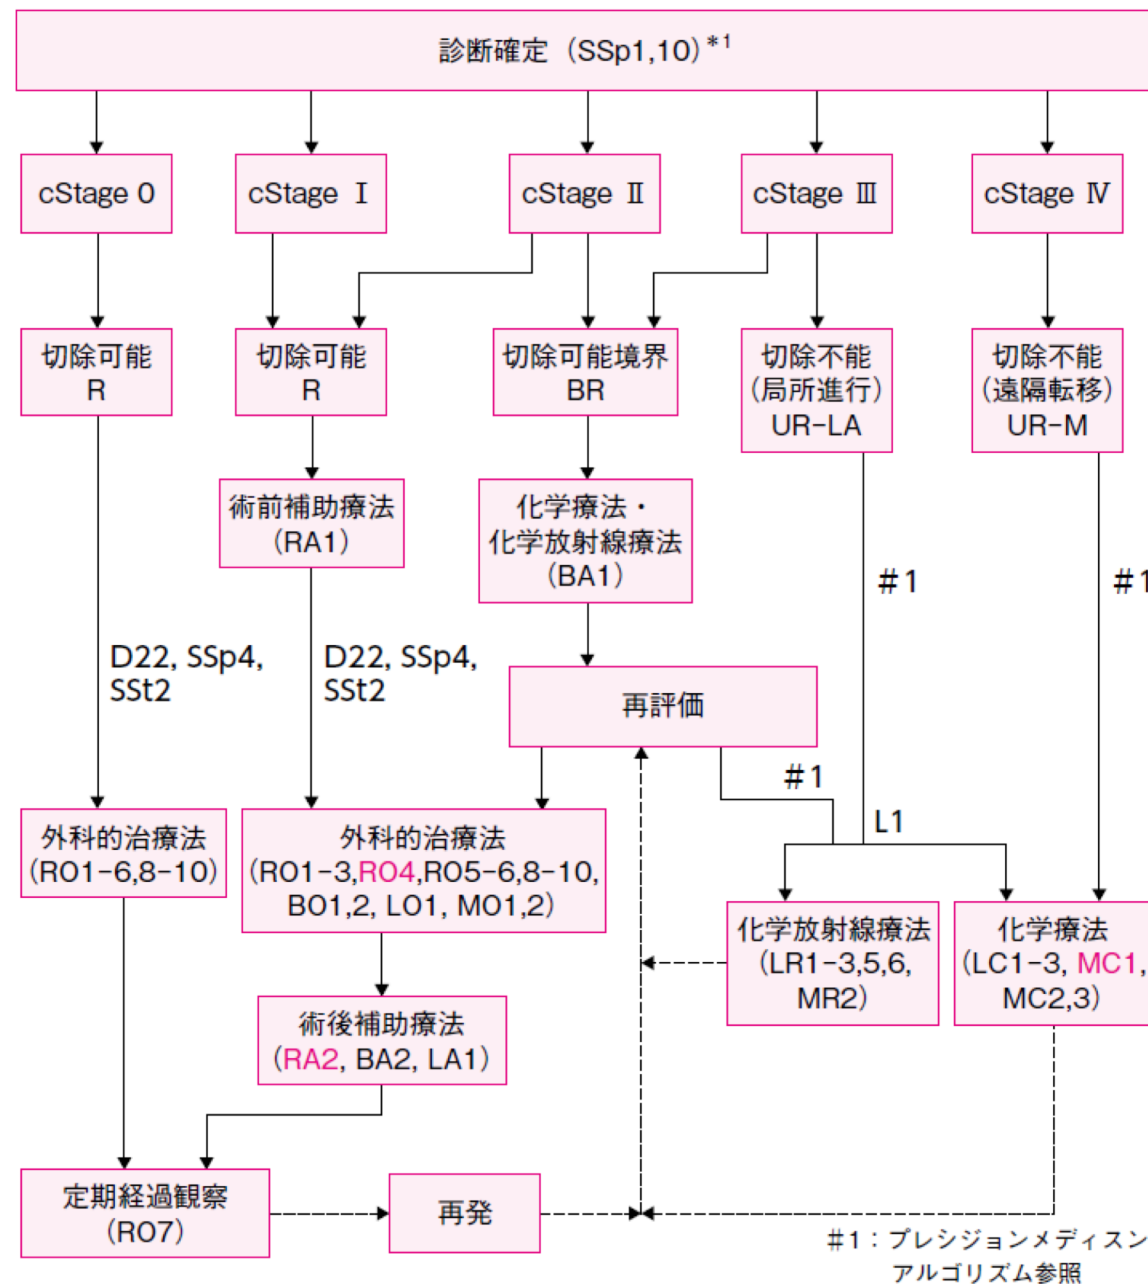 診断確定（SSp1,10）*1
cStage 0
cStage Ⅰ
cStage Ⅱ
cStage Ⅲ
cStage Ⅳ
切除可能
R
切除可能
R
切除可能境界
BR
切除不能
（局所進行）
UR-LA
切除不能
（遠隔転移）
UR-M
術前補助療法
（RA1）
化学療法・
化学放射線療法
（BA1）
#1
#1
D22, SSp4,
SSt2
D22, SSp4,
SSt2
再評価
#1
L1
外科的治療法
（RO1-6,8-10）
外科的治療法
（RO1-3,RO4,RO5-6,8-10,
BO1,2, LO1, MO1,2）
化学放射線療法
（LR1-3,5,6,
MR2）
化学療法
（LC1-3, MC1,
MC2,3）
術後補助療法
（RA2, BA2, LA1）
定期経過観察
（RO7）
再発
#1：プレシジョンメディスン
アルゴリズム参照